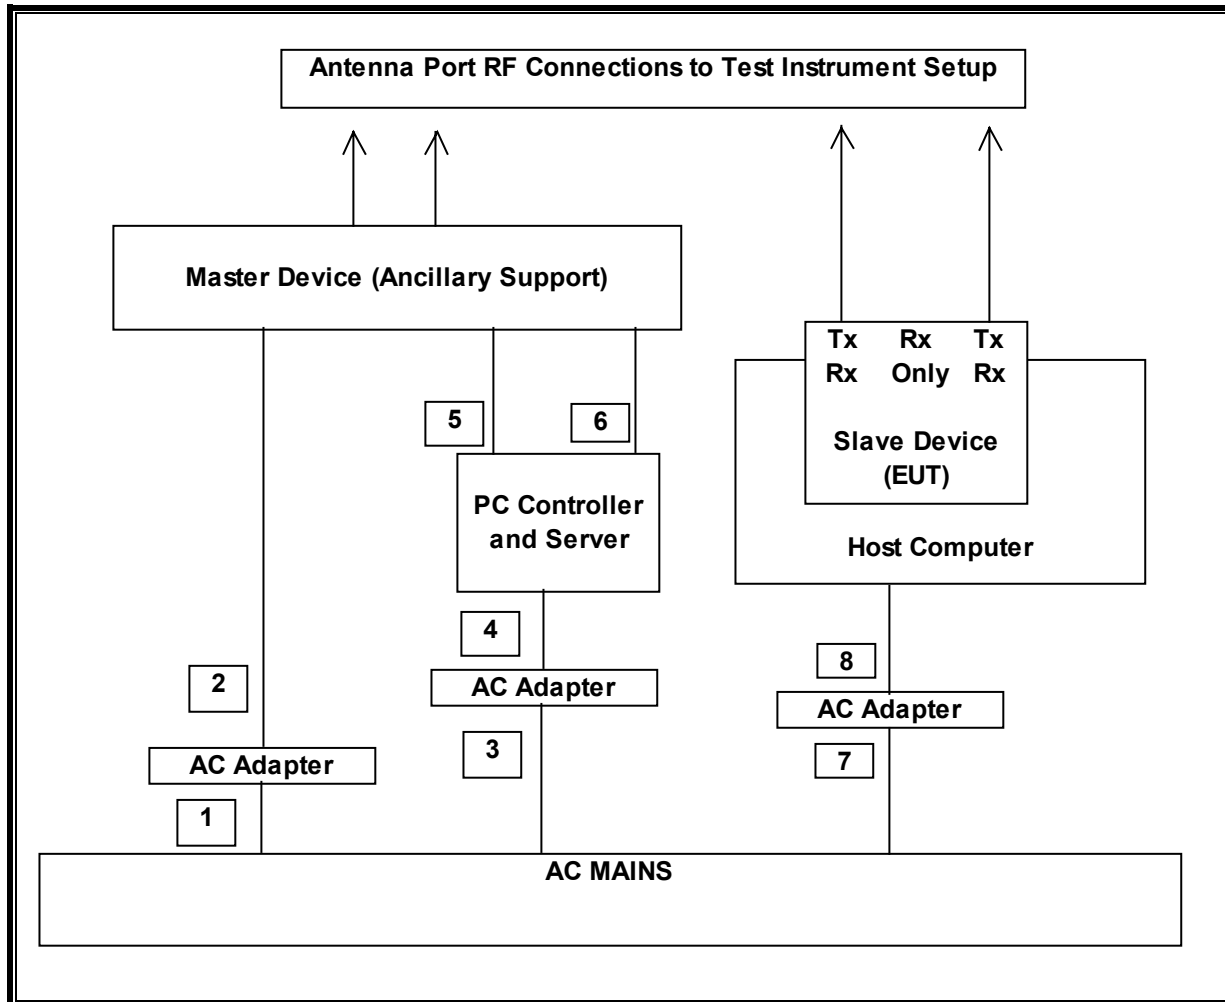 Antenna Port RF Connections to Test Instrument Setup
Master Device (Ancillary Support)
Tx Rx Tx
Rx Only Rx
Slave Device
(EUT)
5
6
PC Controller
and Server
Host Computer
4
8
2
AC Adapter
AC Adapter
3
7
AC Adapter
1
AC MAINS